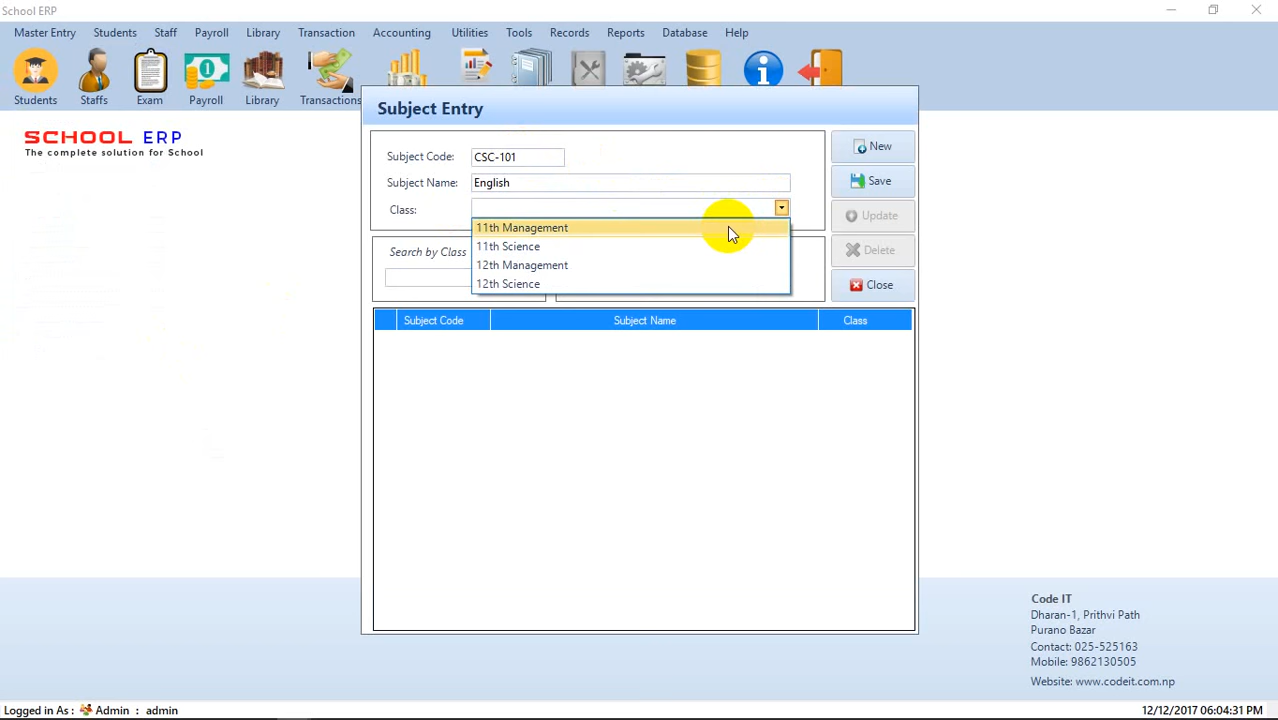 School ERP
Master Entry Students Staff Payroll Library Transaction Accounting Utilities Tools Records Reports Database Help
Students Staffs Exam Payroll Library Transactions
SCHOOL ERP
The complete solution for School
Subject Entry
Subject Code: CSC-101
Subject Name: English
Class:
11th Management
11th Science
12th Management
12th Science
Search by Class
New
Save
Update
Delete
Close
Subject Code Subject Name Class
Code IT
Dharan-1, Prithvi Path
Purano Bazar
Contact: 025-525163
Mobile: 9862130505
Website: www.codeit.com.np
Logged in As : Admin : admin 12/12/2017 06:04:31 PM